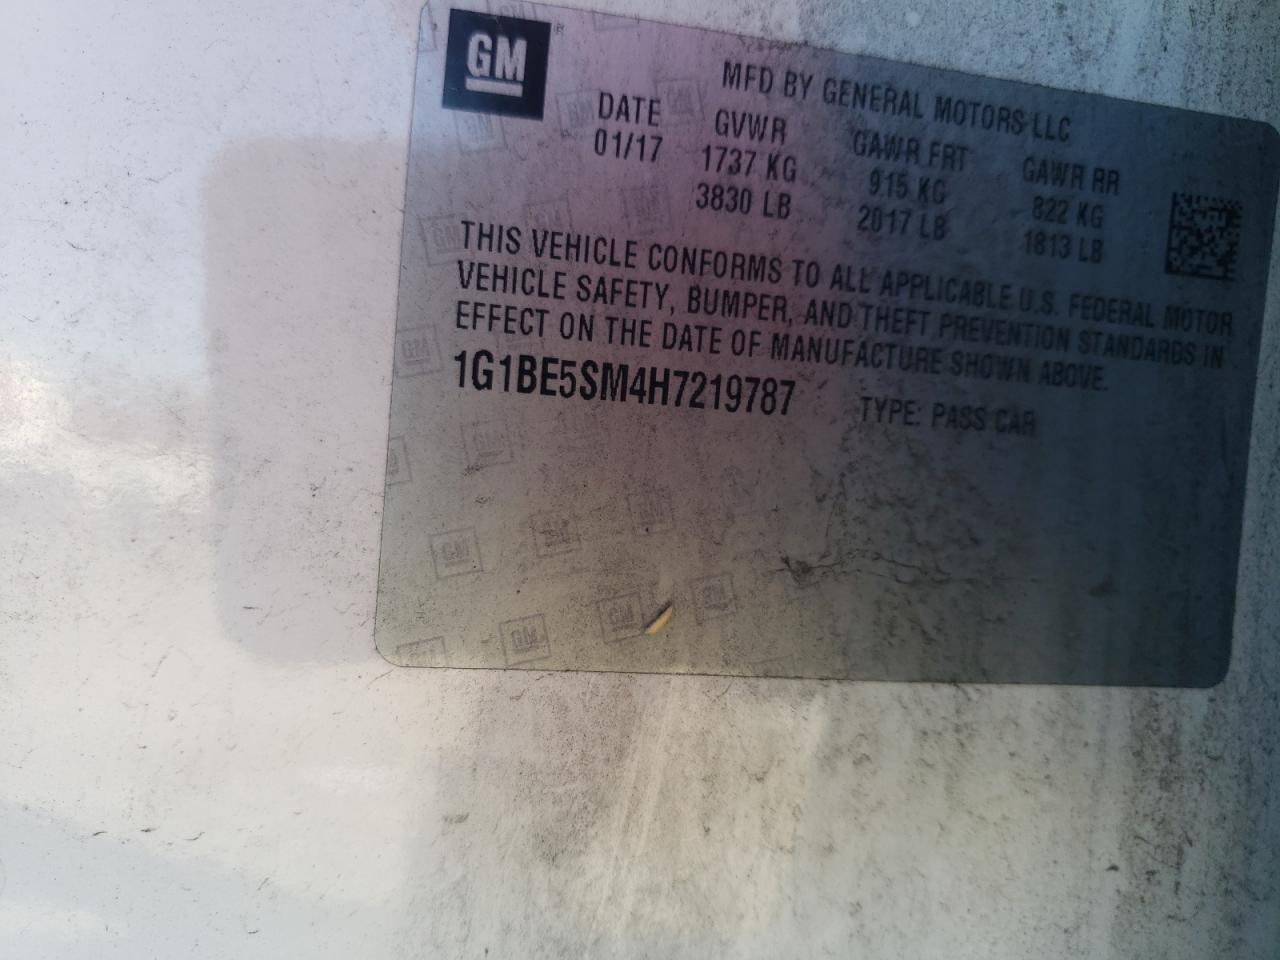 GM
MFD BY GENERAL MOTORS LLC
DATE GVWR GAWR FRT GAWR RR
01/17 1737 KG 915 KG 822 KG
3830 LB 2017 LB 1813 LB
THIS VEHICLE CONFORMS TO ALL APPLICABLE U.S. FEDERAL MOTOR
VEHICLE SAFETY, BUMPER, AND THEFT PREVENTION STANDARDS IN
EFFECT ON THE DATE OF MANUFACTURE SHOWN ABOVE.
1G1BE5SM4H7219787 TYPE: PASS CAR